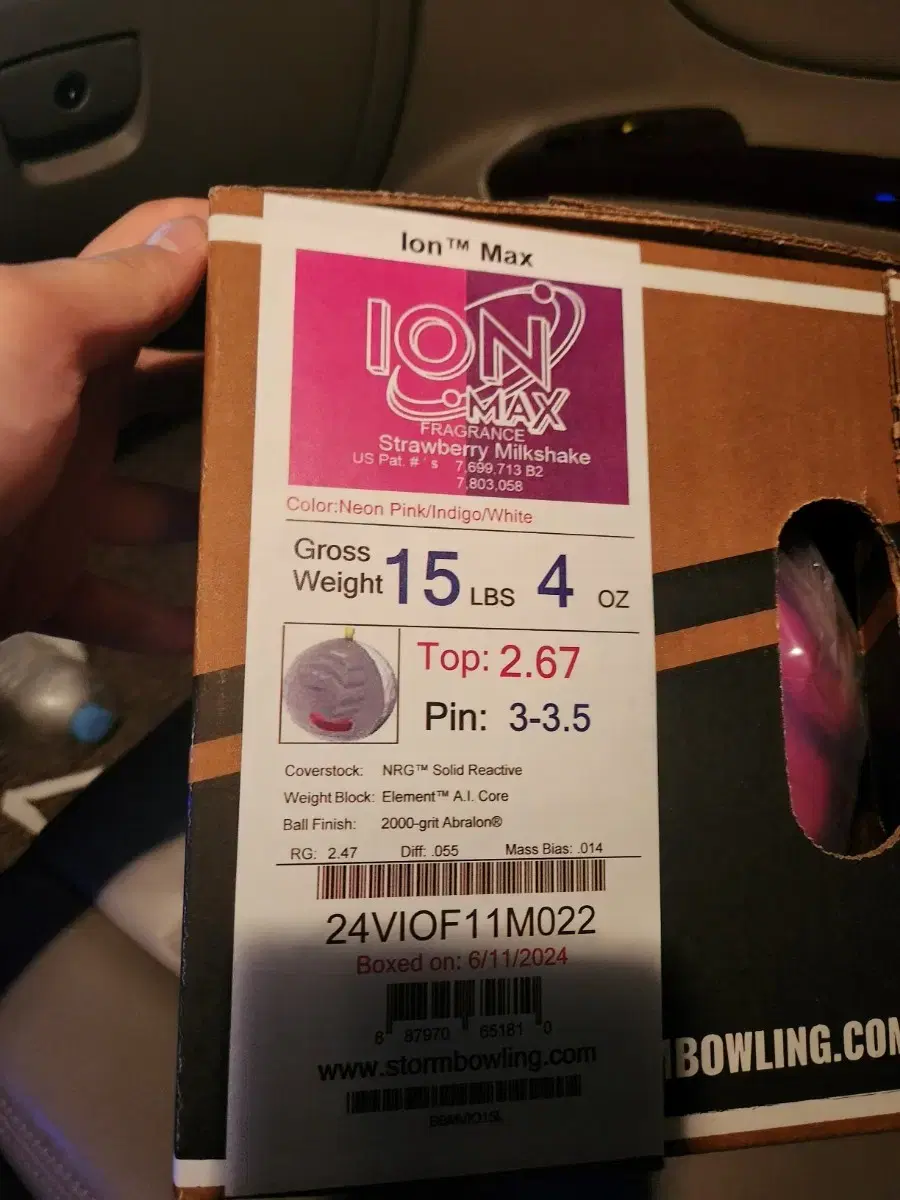 Ion™ Max
ION
MAX
FRAGRANCE
Strawberry Milkshake
US Pat. # ' s 7,699,713 B2
7,803,058
Color:Neon Pink/Indigo/White
Gross
Weight 15 LBS 4 OZ
Top: 2.67
Pin: 3-3.5
Coverstock: NRG™ Solid Reactive
Weight Block: Element™ A.I. Core
Ball Finish: 2000-grit Abralon®
RG: 2.47 Diff: .055 Mass Bias: .014
24VIOF11M022
Boxed on: 6/11/2024
8 87970 65181 0
www.stormbowling.com
MBOWLING.COM